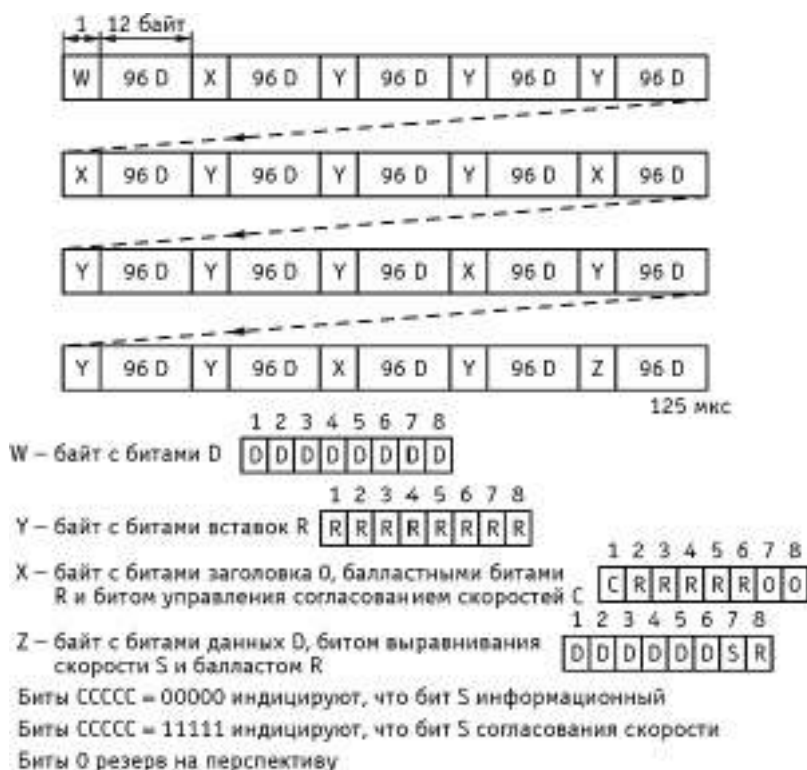 1 12 байт
W 96 D X 96 D Y 96 D Y 96 D Y 96 D
X 96 D Y 96 D Y 96 D Y 96 D X 96 D
Y 96 D Y 96 D Y 96 D X 96 D Y 96 D
Y 96 D Y 96 D X 96 D Y 96 D Z 96 D
125 мкс
1 2 3 4 5 6 7 8
W – байт с битами D D D D D D D D D
1 2 3 4 5 6 7 8
Y – байт с битами вставок R R R R R R R R R
1 2 3 4 5 6 7 8
X – байт с битами заголовка 0, балластными битами
R и битом управления согласованием скоростей C C R R R R R 0 0
1 2 3 4 5 6 7 8
Z – байт с битами данных D, битом выравнивания
скорости S и балластом R D D D D D D S R
Биты CCCCC = 00000 индицируют, что бит S информационный
Биты CCCCC = 11111 индицируют, что бит S согласования скорости
Биты 0 резерв на перспективу